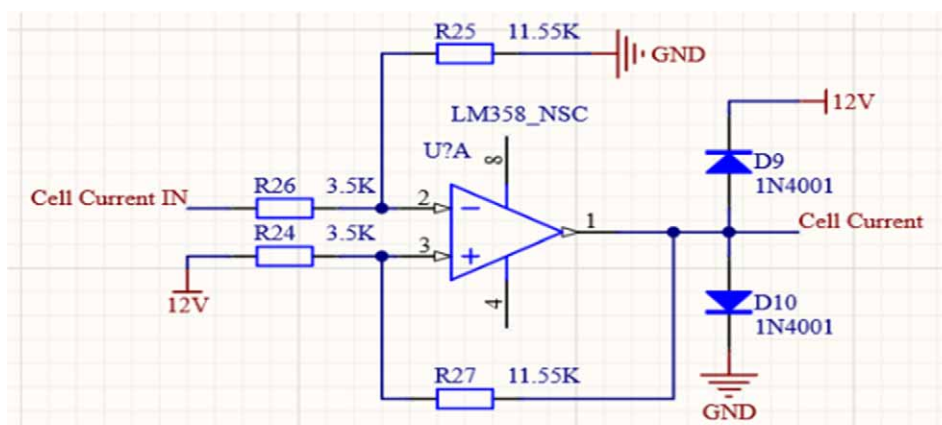 R25 11.55K
GND
LM358_NSC
12V
U?A
8
D9
1N4001
Cell Current IN
R26 3.5K
2
1
Cell Current
R24 3.5K
3
12V
4
D10
1N4001
R27 11.55K
GND